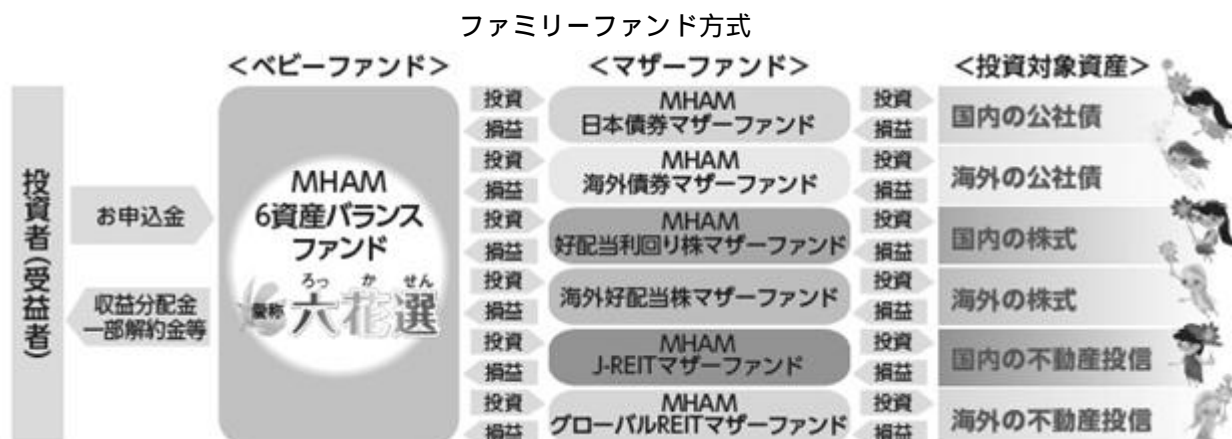 ファミリーファンド方式
＜ベビーファンド＞
＜マザーファンド＞
＜投資対象資産＞
投資者(受益者)
お申込金
収益分配金
一部解約金等
MHAM
6資産バランス
ファンド
ろっ か せん
愛称 六花選
投資
損益
MHAM
日本債券マザーファンド
投資
損益
国内の公社債
投資
損益
MHAM
海外債券マザーファンド
投資
損益
海外の公社債
投資
損益
MHAM
好配当利回り株マザーファンド
投資
損益
国内の株式
投資
損益
海外好配当株マザーファンド
投資
損益
海外の株式
投資
損益
MHAM
J-REITマザーファンド
投資
損益
国内の不動産投信
投資
損益
MHAM
グローバルREITマザーファンド
投資
損益
海外の不動産投信